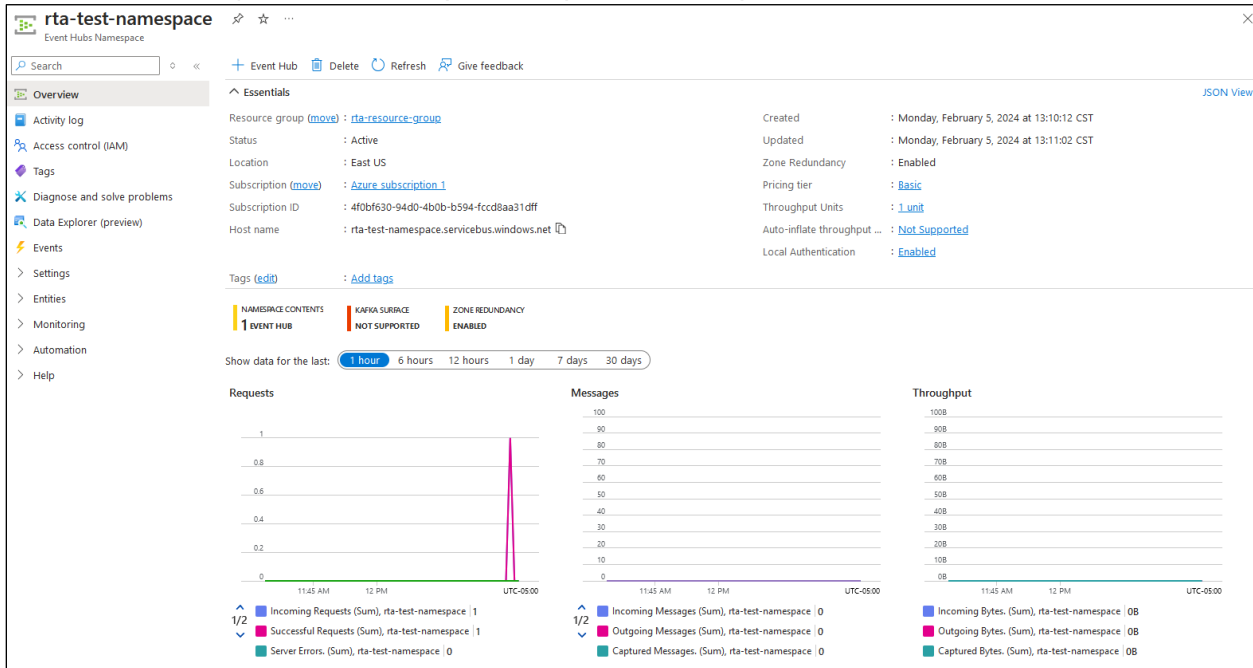 rta-test-namespace
Event Hubs Namespace
Search
Overview
Activity log
Access control (IAM)
Tags
Diagnose and solve problems
Data Explorer (preview)
Events
Settings
Entities
Monitoring
Automation
Help
Event Hub Delete Refresh Give feedback
Essentials JSON View
Resource group (move) : rta-resource-group
Status : Active
Location : East US
Subscription (move) : Azure subscription 1
Subscription ID : 4f0bf630-94d0-4b0b-b594-fccd8aa31dff
Host name : rta-test-namespace.servicebus.windows.net
Created : Monday, February 5, 2024 at 13:10:12 CST
Updated : Monday, February 5, 2024 at 13:11:02 CST
Zone Redundancy : Enabled
Pricing tier : Basic
Throughput Units : 1 unit
Auto-inflate throughput ... : Not Supported
Local Authentication : Enabled
Tags (edit) : Add tags
NAMESPACE CONTENTS
1 EVENT HUB
KAFKA SURFACE
NOT SUPPORTED
ZONE REDUNDANCY
ENABLED
Show data for the last: 1 hour 6 hours 12 hours 1 day 7 days 30 days
Requests
1
0.8
0.6
0.4
0.2
0
11:45 AM 12 PM UTC-05:00
1/2
Incoming Requests (Sum), rta-test-namespace | 1
Successful Requests (Sum), rta-test-namespace | 1
Server Errors. (Sum), rta-test-namespace | 0
Messages
100
90
80
70
60
50
40
30
20
10
0
11:45 AM 12 PM UTC-05:00
1/2
Incoming Messages (Sum), rta-test-namespace | 0
Outgoing Messages (Sum), rta-test-namespace | 0
Captured Messages. (Sum), rta-test-namespace | 0
Throughput
100B
90B
80B
70B
60B
50B
40B
30B
20B
10B
0B
11:45 AM 12 PM UTC-05:00
Incoming Bytes. (Sum), rta-test-namespace | 0B
Outgoing Bytes. (Sum), rta-test-namespace | 0B
Captured Bytes. (Sum), rta-test-namespace | 0B